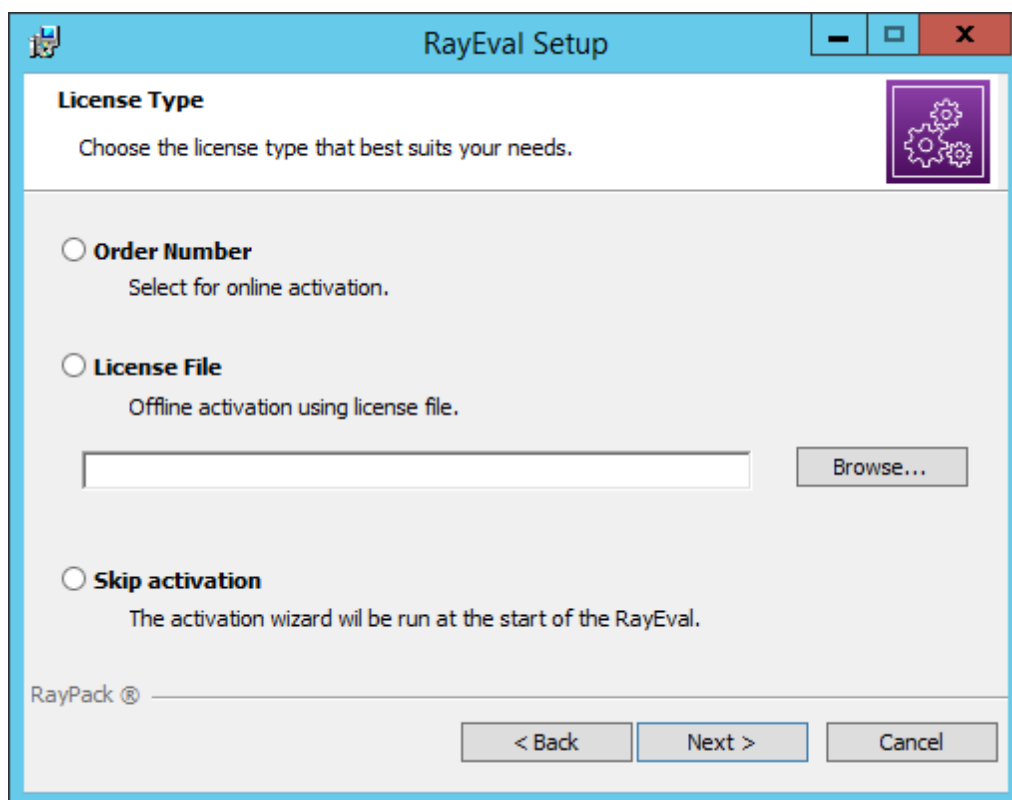 RayEval Setup
License Type
Choose the license type that best suits your needs.
Order Number
Select for online activation.
License File
Offline activation using license file.
Browse...
Skip activation
The activation wizard wil be run at the start of the RayEval.
RayPack ®
< Back
Next >
Cancel